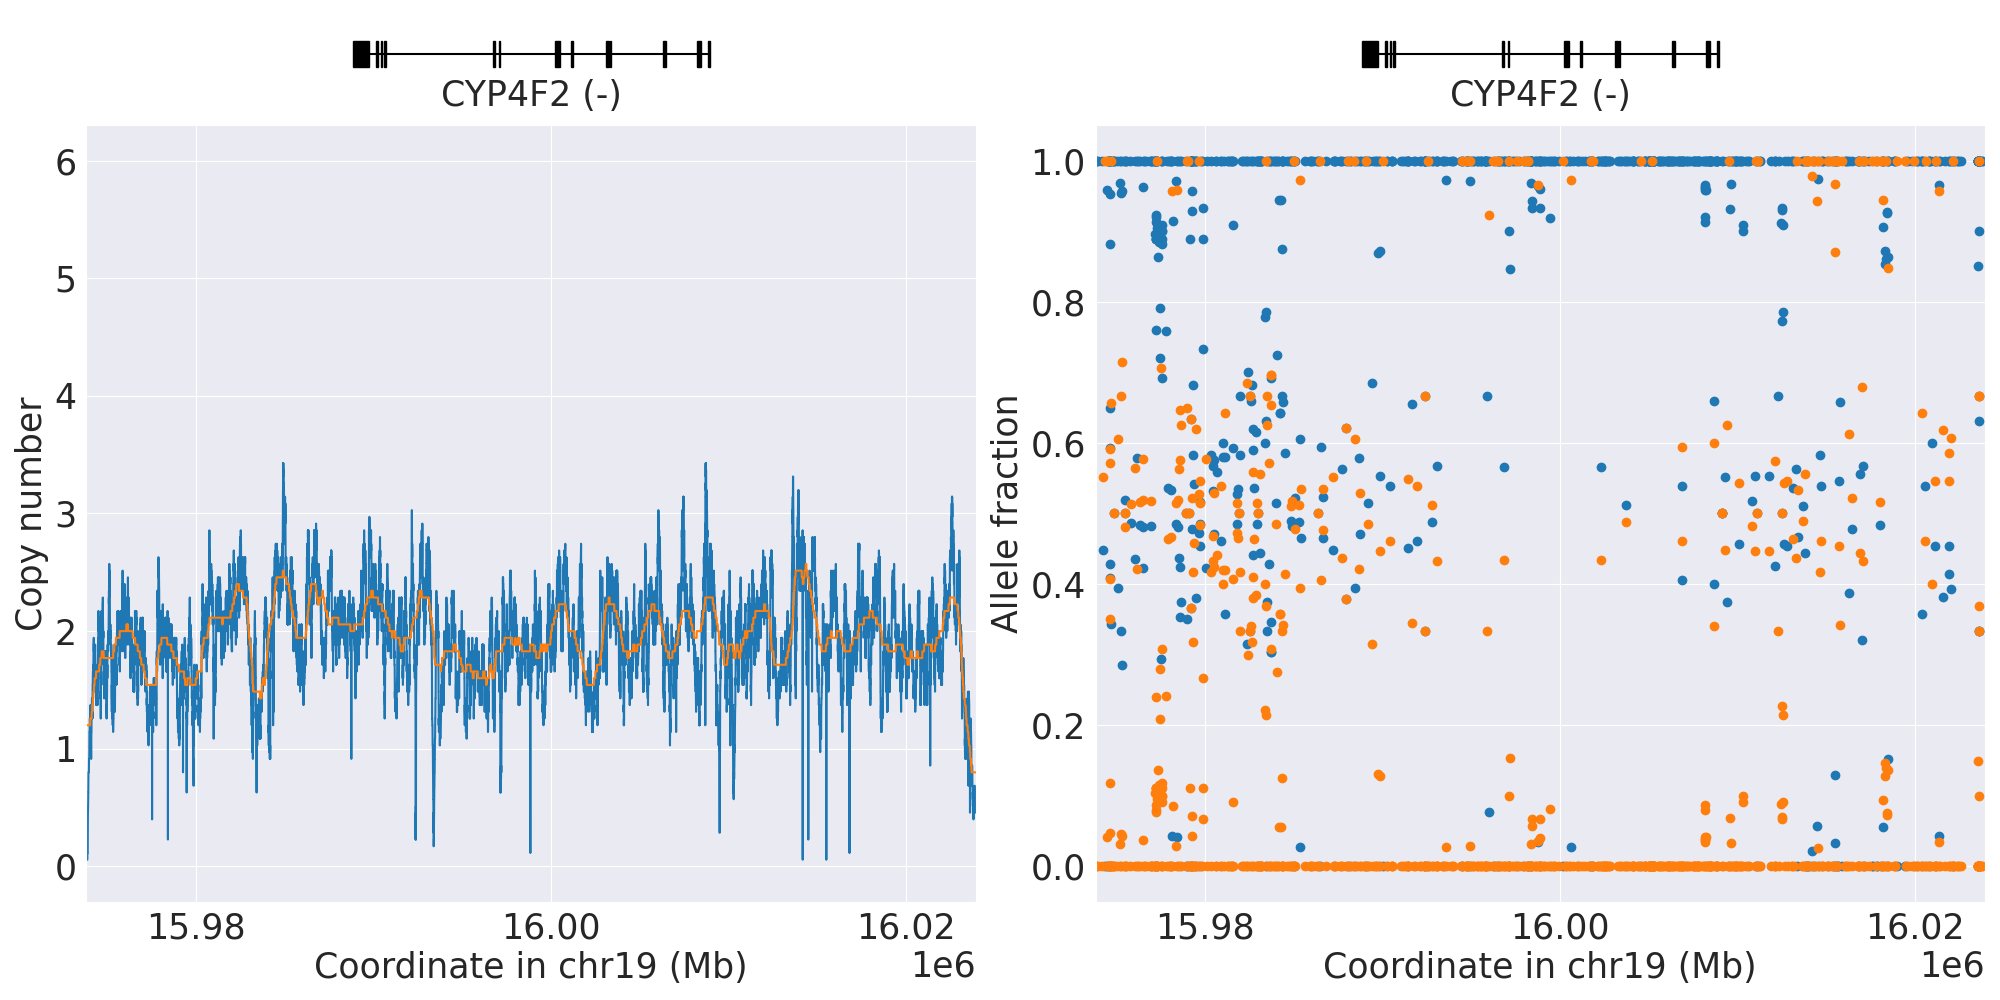 CYP4F2 (-)
6
5
4
3
2
1
0
Copy number
15.98
16.00
16.02
Coordinate in chr19 (Mb)
1e6
CYP4F2 (-)
1.0
0.8
0.6
0.4
0.2
0.0
Allele fraction
15.98
16.00
16.02
Coordinate in chr19 (Mb)
1e6